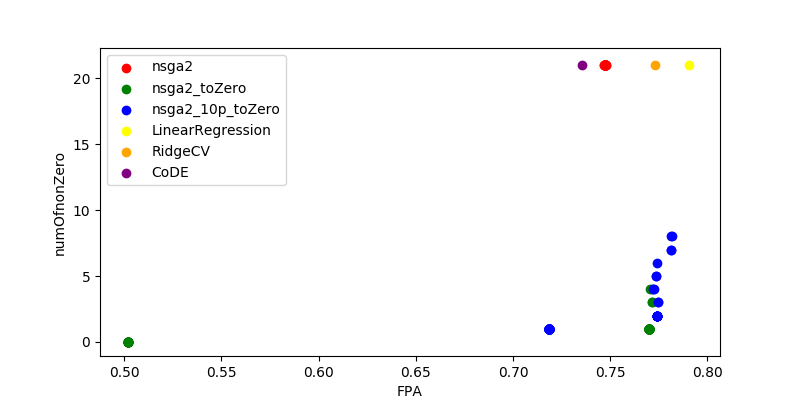 nsga2
nsga2_toZero
nsga2_10p_toZero
LinearRegression
RidgeCV
CoDE
numOfnonZero
20
15
10
5
0
0.50 0.55 0.60 0.65 0.70 0.75 0.80
FPA